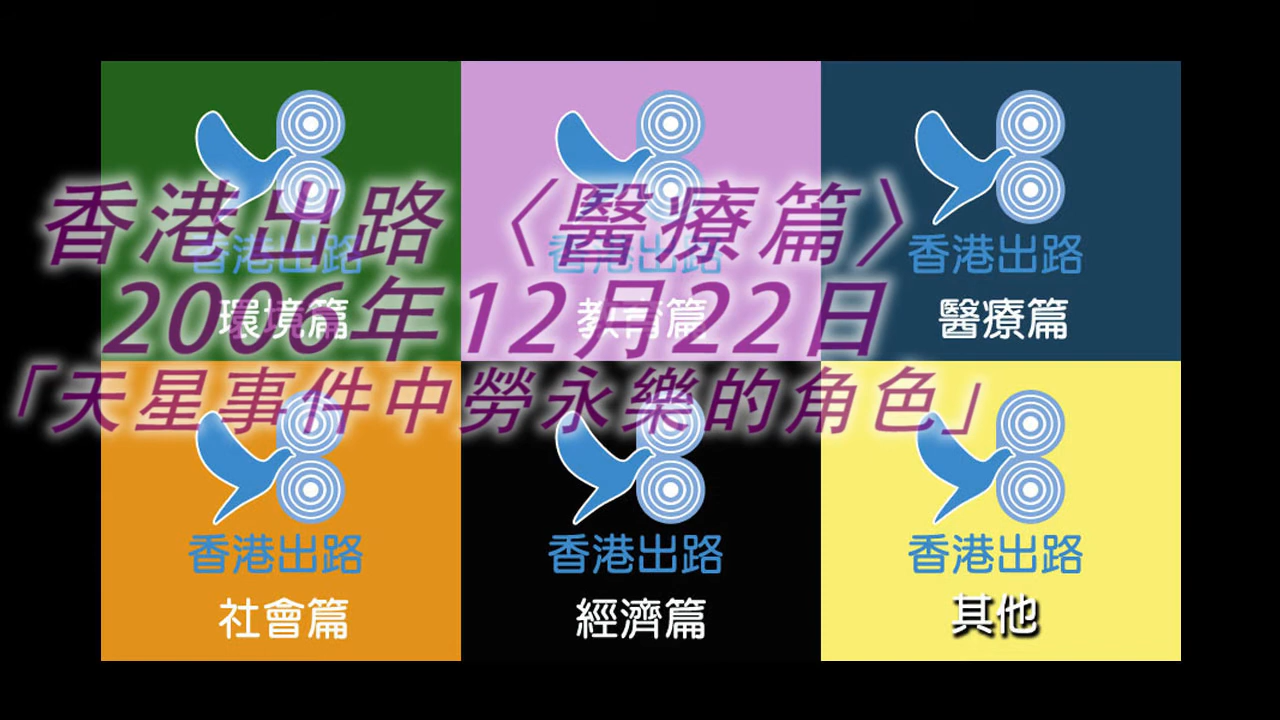 香港出路〈醫療篇〉
2006年12月22日
「天星事件中勞永樂的角色」
香港出路
環境篇
香港出路
教育篇
香港出路
醫療篇
香港出路
社會篇
香港出路
經濟篇
香港出路
其他